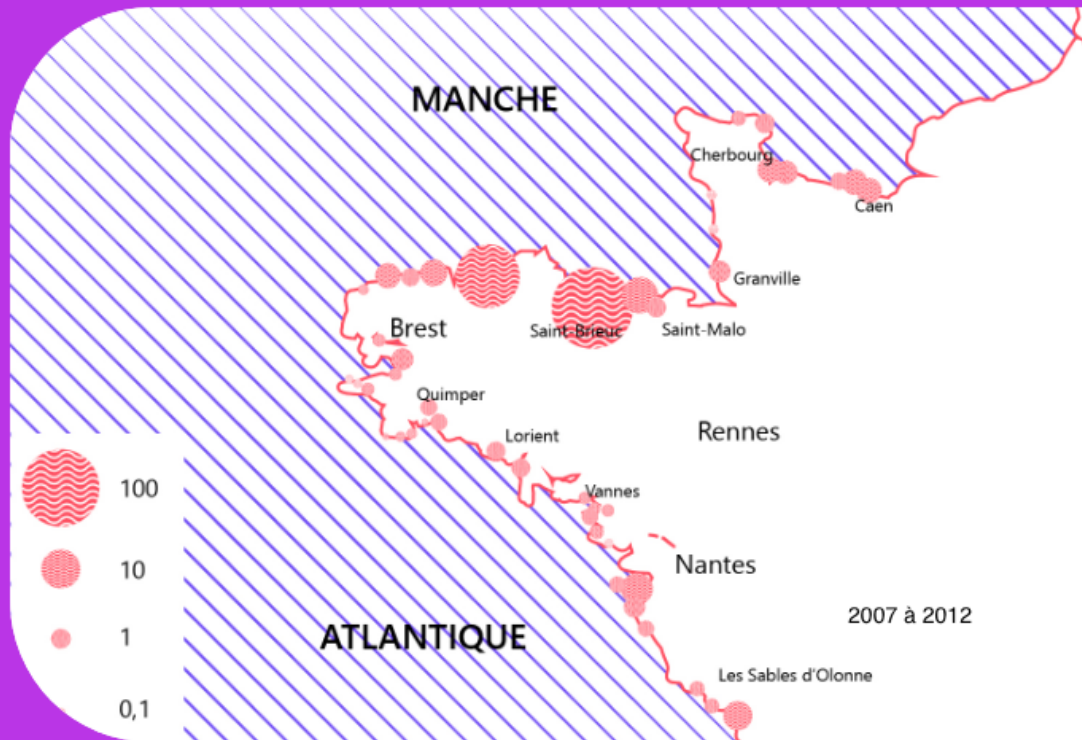 MANCHE
Cherbourg
Caen
Granville
Brest
Saint-Brieuc
Saint-Malo
Quimper
Lorient
Rennes
Vannes
100
10
1
0,1
Nantes
2007 à 2012
ATLANTIQUE
Les Sables d'Olonne